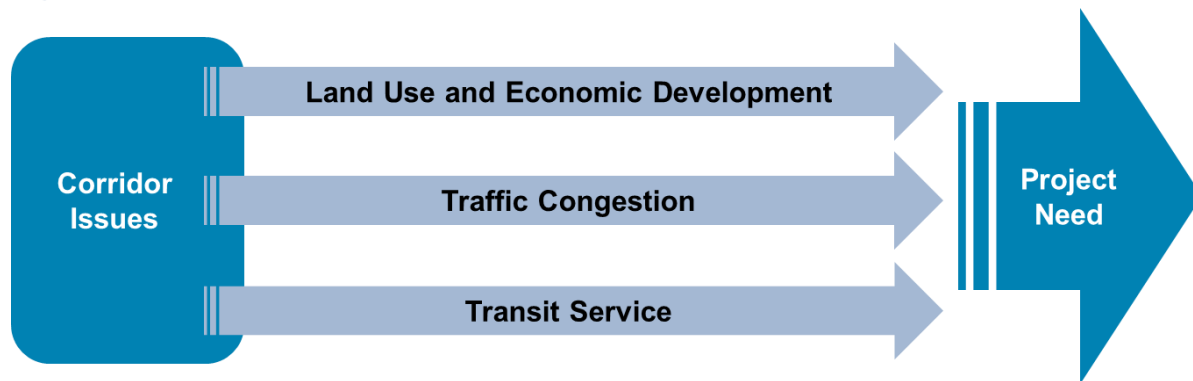 Land Use and Economic Development
Corridor
Issues
Traffic Congestion
Project
Need
Transit Service